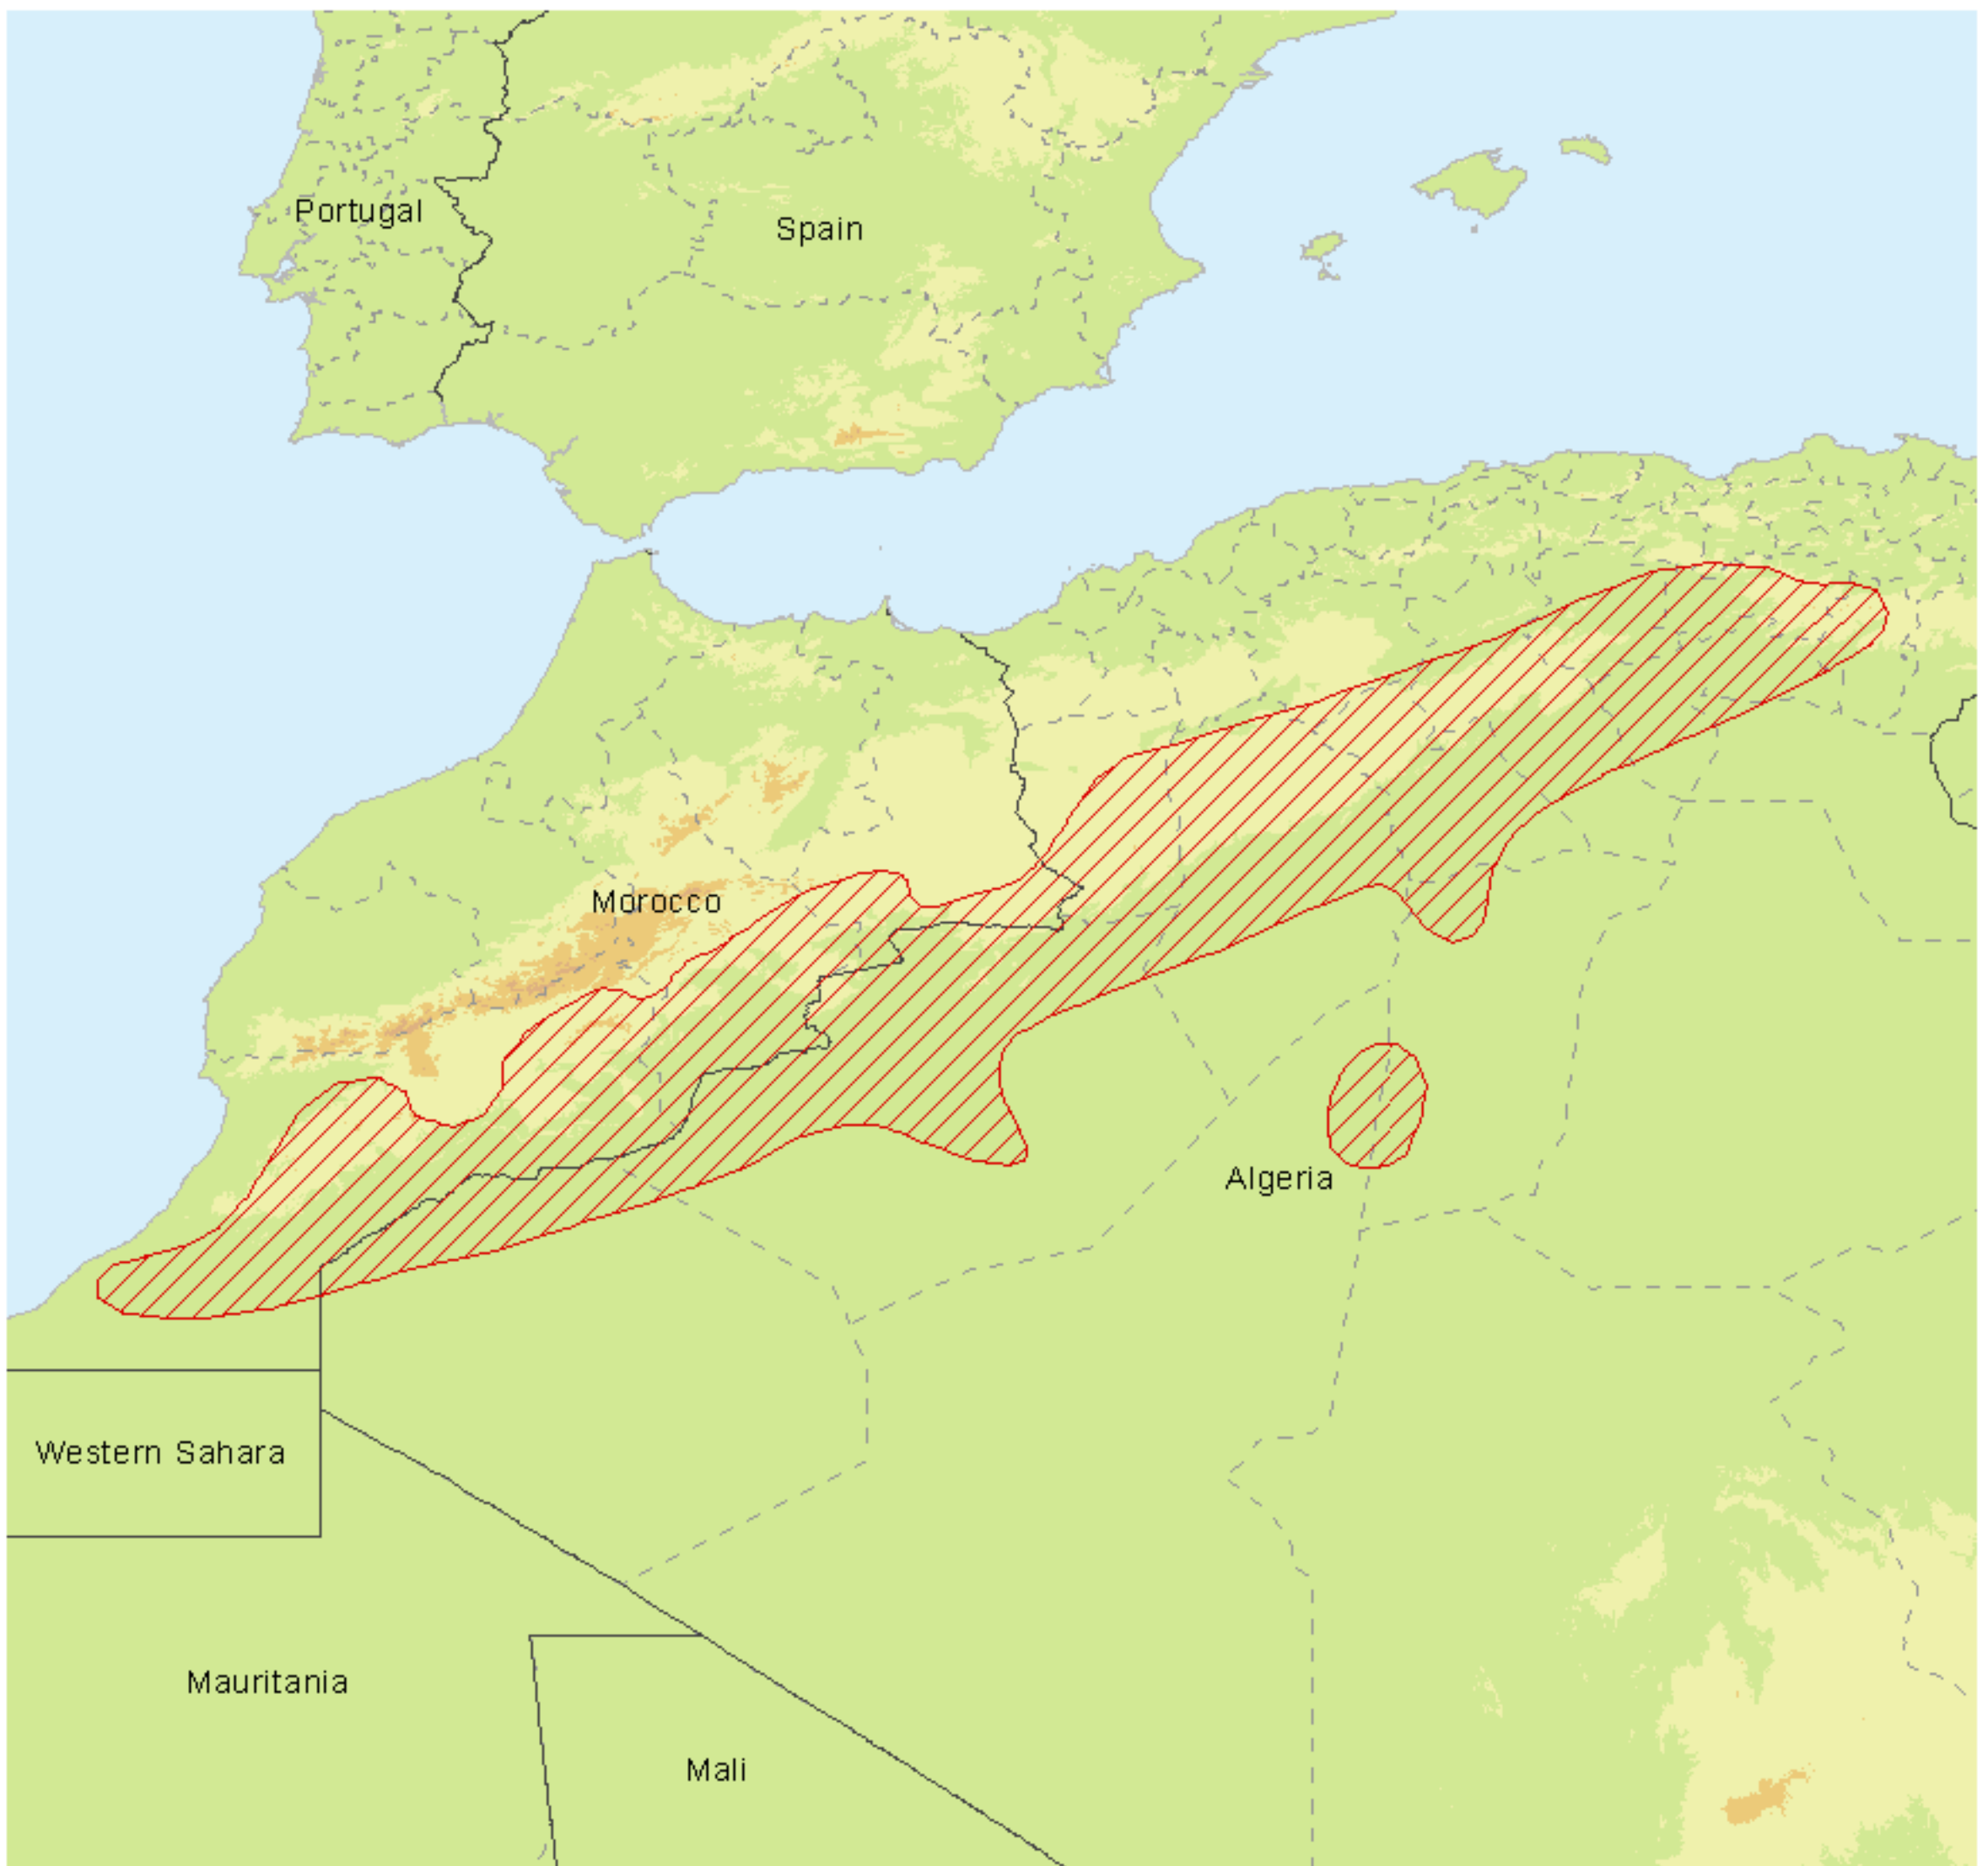 Portugal
Spain
Morocco
Algeria
Western Sahara
Mauritania
Mali